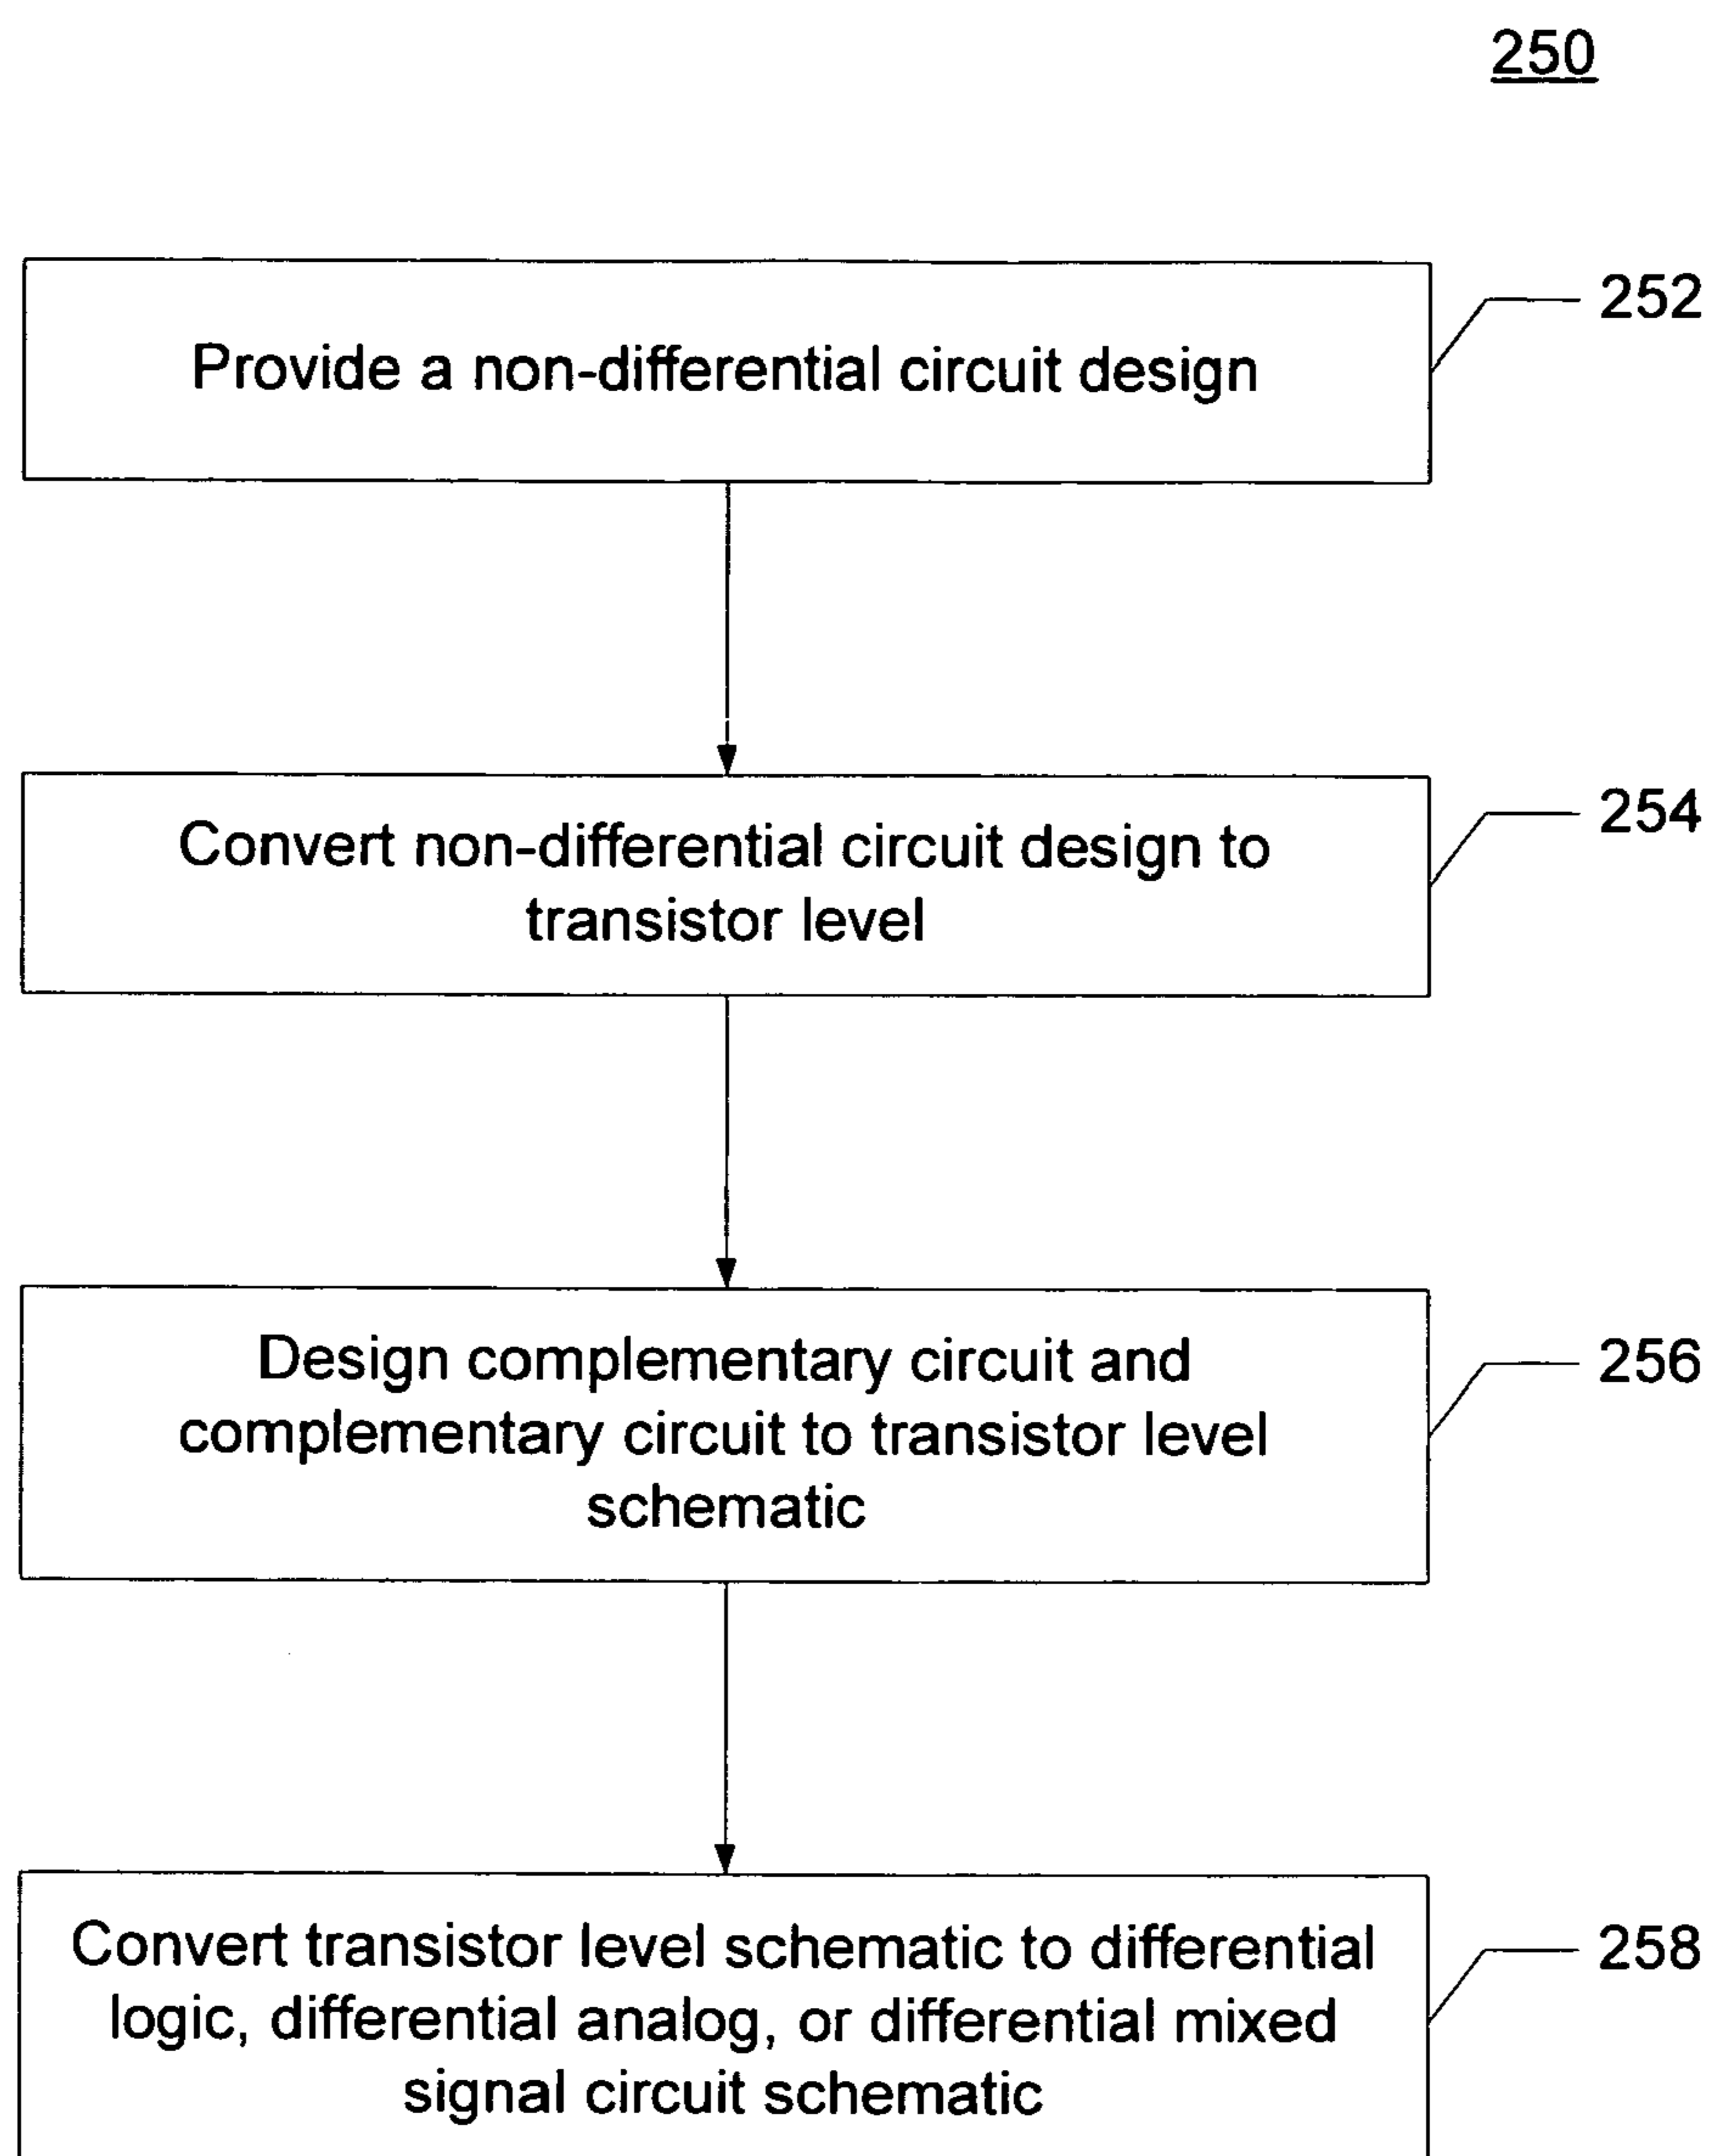 250
Provide a non-differential circuit design
252
Convert non-differential circuit design to
transistor level
254
Design complementary circuit and
complementary circuit to transistor level
schematic
256
Convert transistor level schematic to differential
logic, differential analog, or differential mixed
signal circuit schematic
258